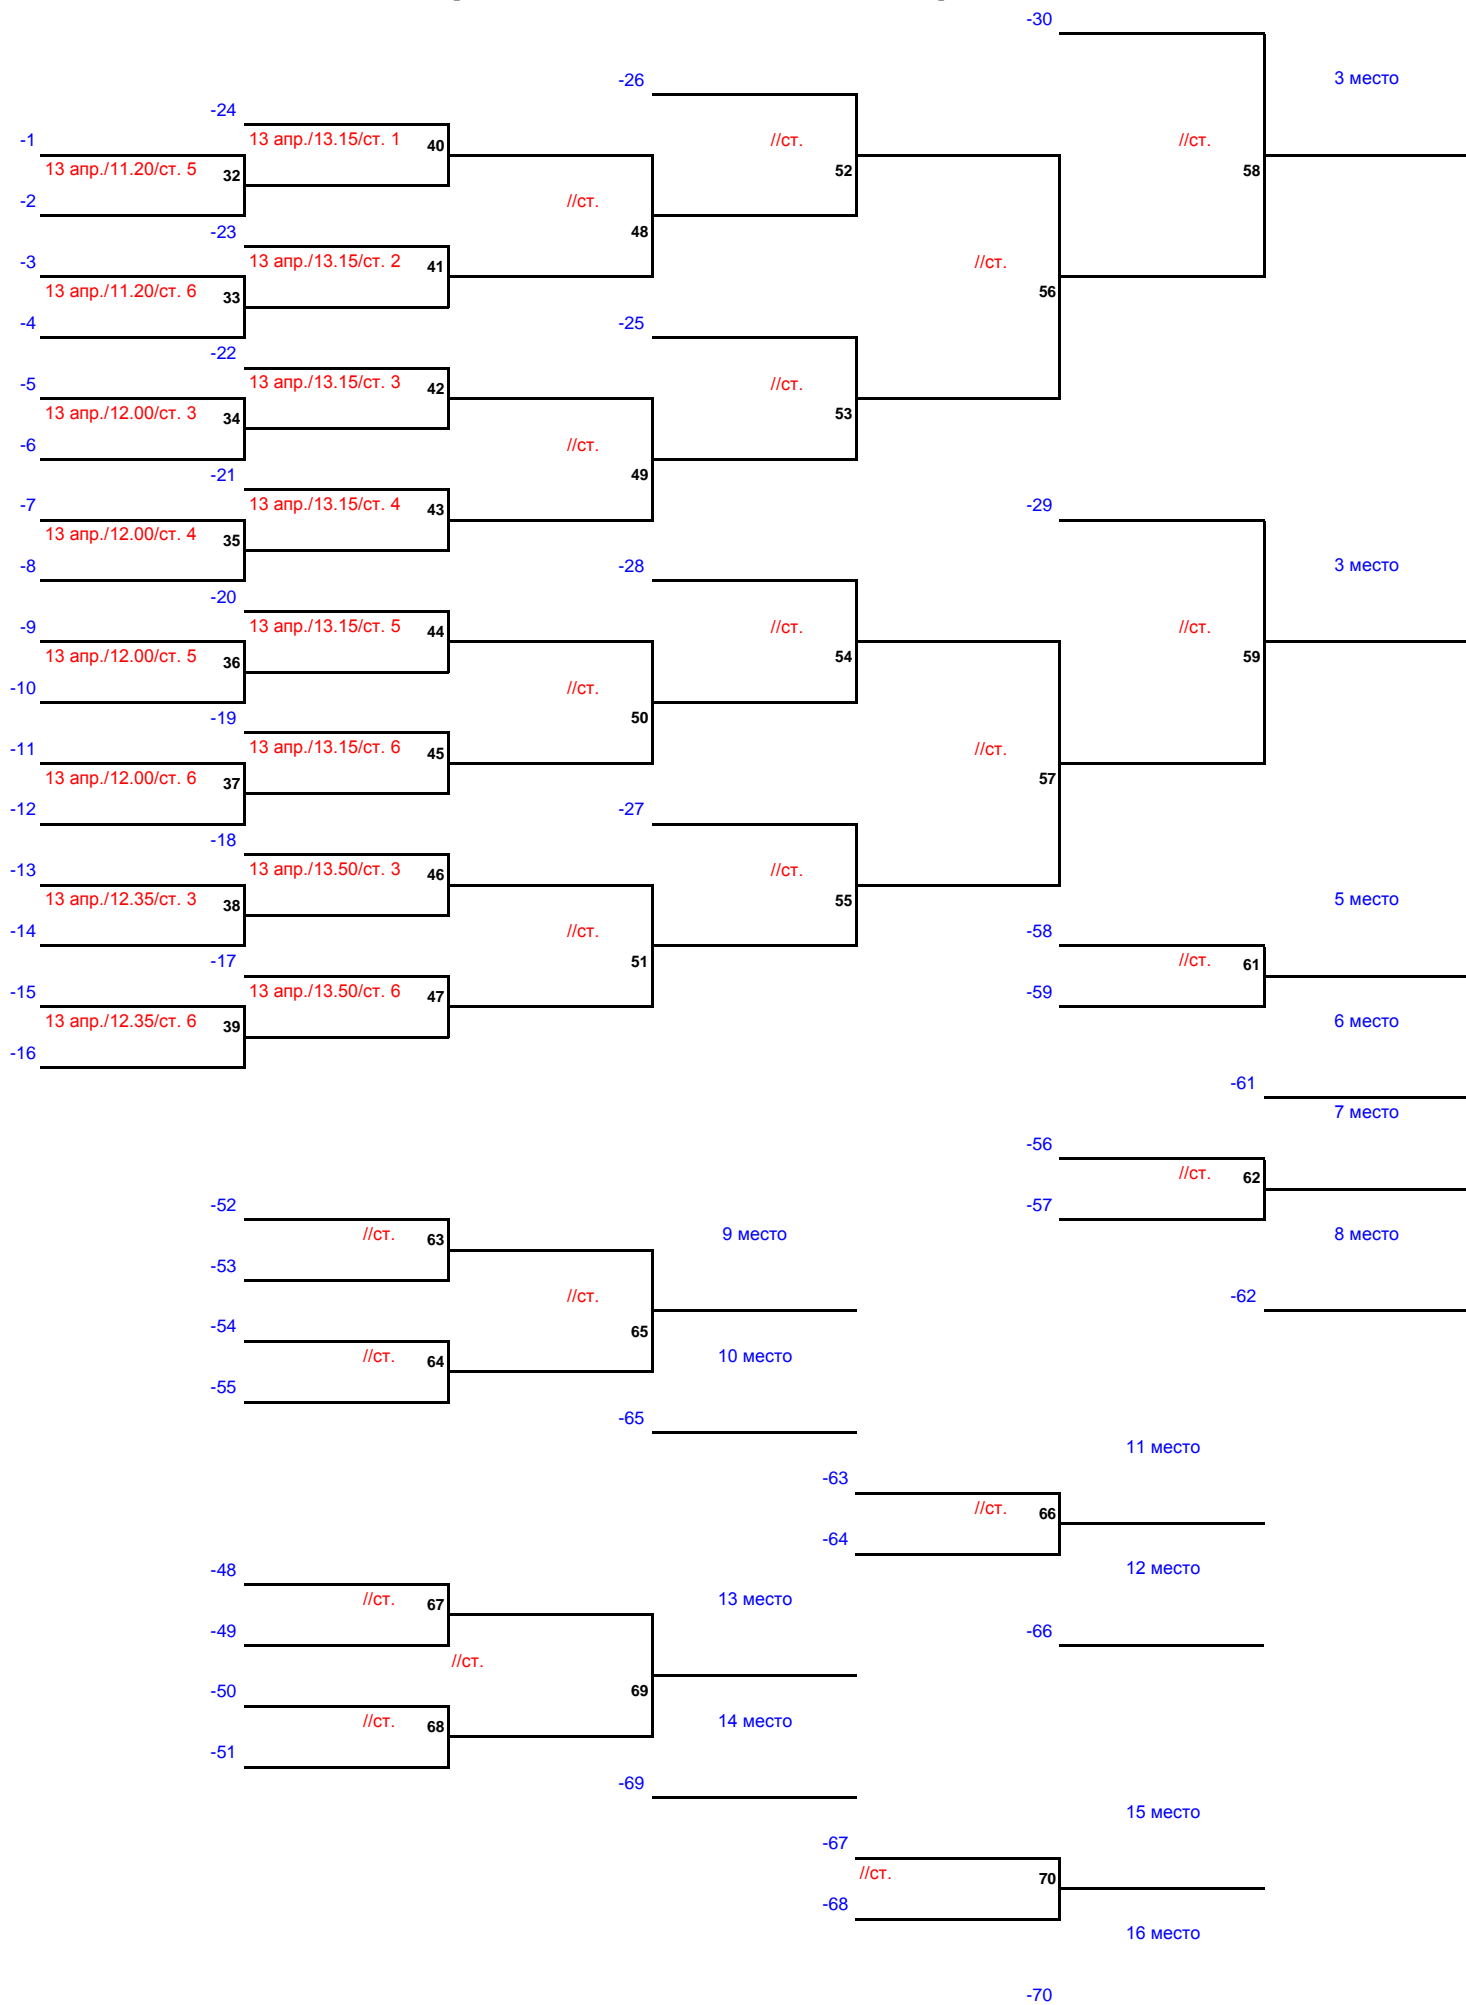 -30
3 место
-26
-24
13 апр./13.15/ст. 1
40
-1
13 апр./11.20/ст. 5
32
-2
//ст.
52
//ст.
58
//ст.
48
-23
13 апр./13.15/ст. 2
41
-3
13 апр./11.20/ст. 6
33
-4
//ст.
56
-25
-22
13 апр./13.15/ст. 3
42
-5
13 апр./12.00/ст. 3
34
-6
//ст.
53
//ст.
49
-21
13 апр./13.15/ст. 4
43
-7
13 апр./12.00/ст. 4
35
-8
-29
3 место
-28
-20
13 апр./13.15/ст. 5
44
-9
13 апр./12.00/ст. 5
36
-10
//ст.
54
//ст.
59
//ст.
50
-19
13 апр./13.15/ст. 6
45
-11
13 апр./12.00/ст. 6
37
-12
//ст.
57
-27
-18
13 апр./13.50/ст. 3
46
-13
13 апр./12.35/ст. 3
38
-14
//ст.
55
//ст.
51
-17
13 апр./13.50/ст. 6
47
-15
13 апр./12.35/ст. 6
39
-16
5 место
-58
//ст.
61
-59
6 место
-61
7 место
-56
//ст.
62
-57
8 место
-62
-52
//ст.
63
-53
9 место
//ст.
65
-54
//ст.
64
-55
10 место
-65
11 место
-63
//ст.
66
-64
12 место
-66
-48
//ст.
67
-49
13 место
//ст.
69
-50
//ст.
68
-51
14 место
-69
15 место
-67
//ст.
70
-68
16 место
-70